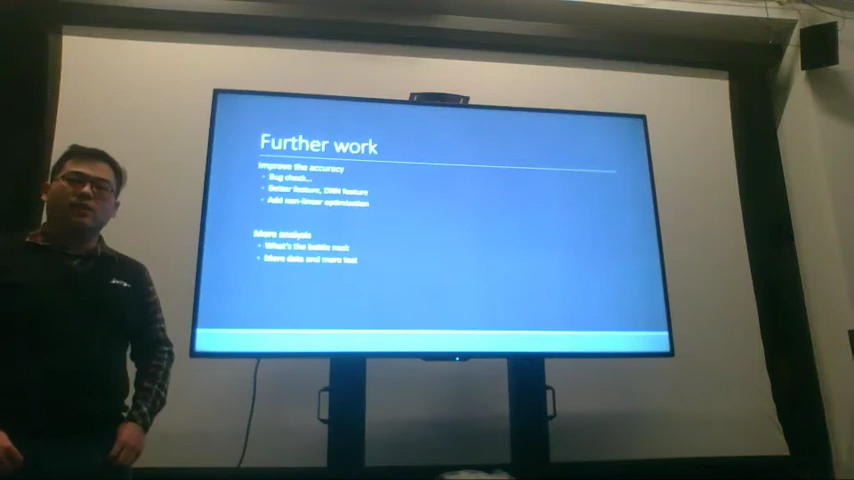 Further work
Improve the accuracy
• Bug check...
• Better feature, DNN feature
• Add non-linear optimization
More analysis
• What's the bottle neck
• More data and more test